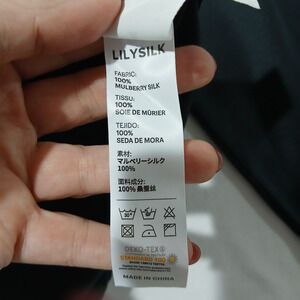 LILYSILK
FABRIC:
100%
MULBERRY SILK
TISSU:
100%
SOIE DE MÛRIER
TEJIDO:
100%
SEDA DE MORA
素材:
マルベリーシルク
100%
面料成分:
100% 桑蚕丝
OEKO-TEX®
STANDARD 100
MADE IN CHINA